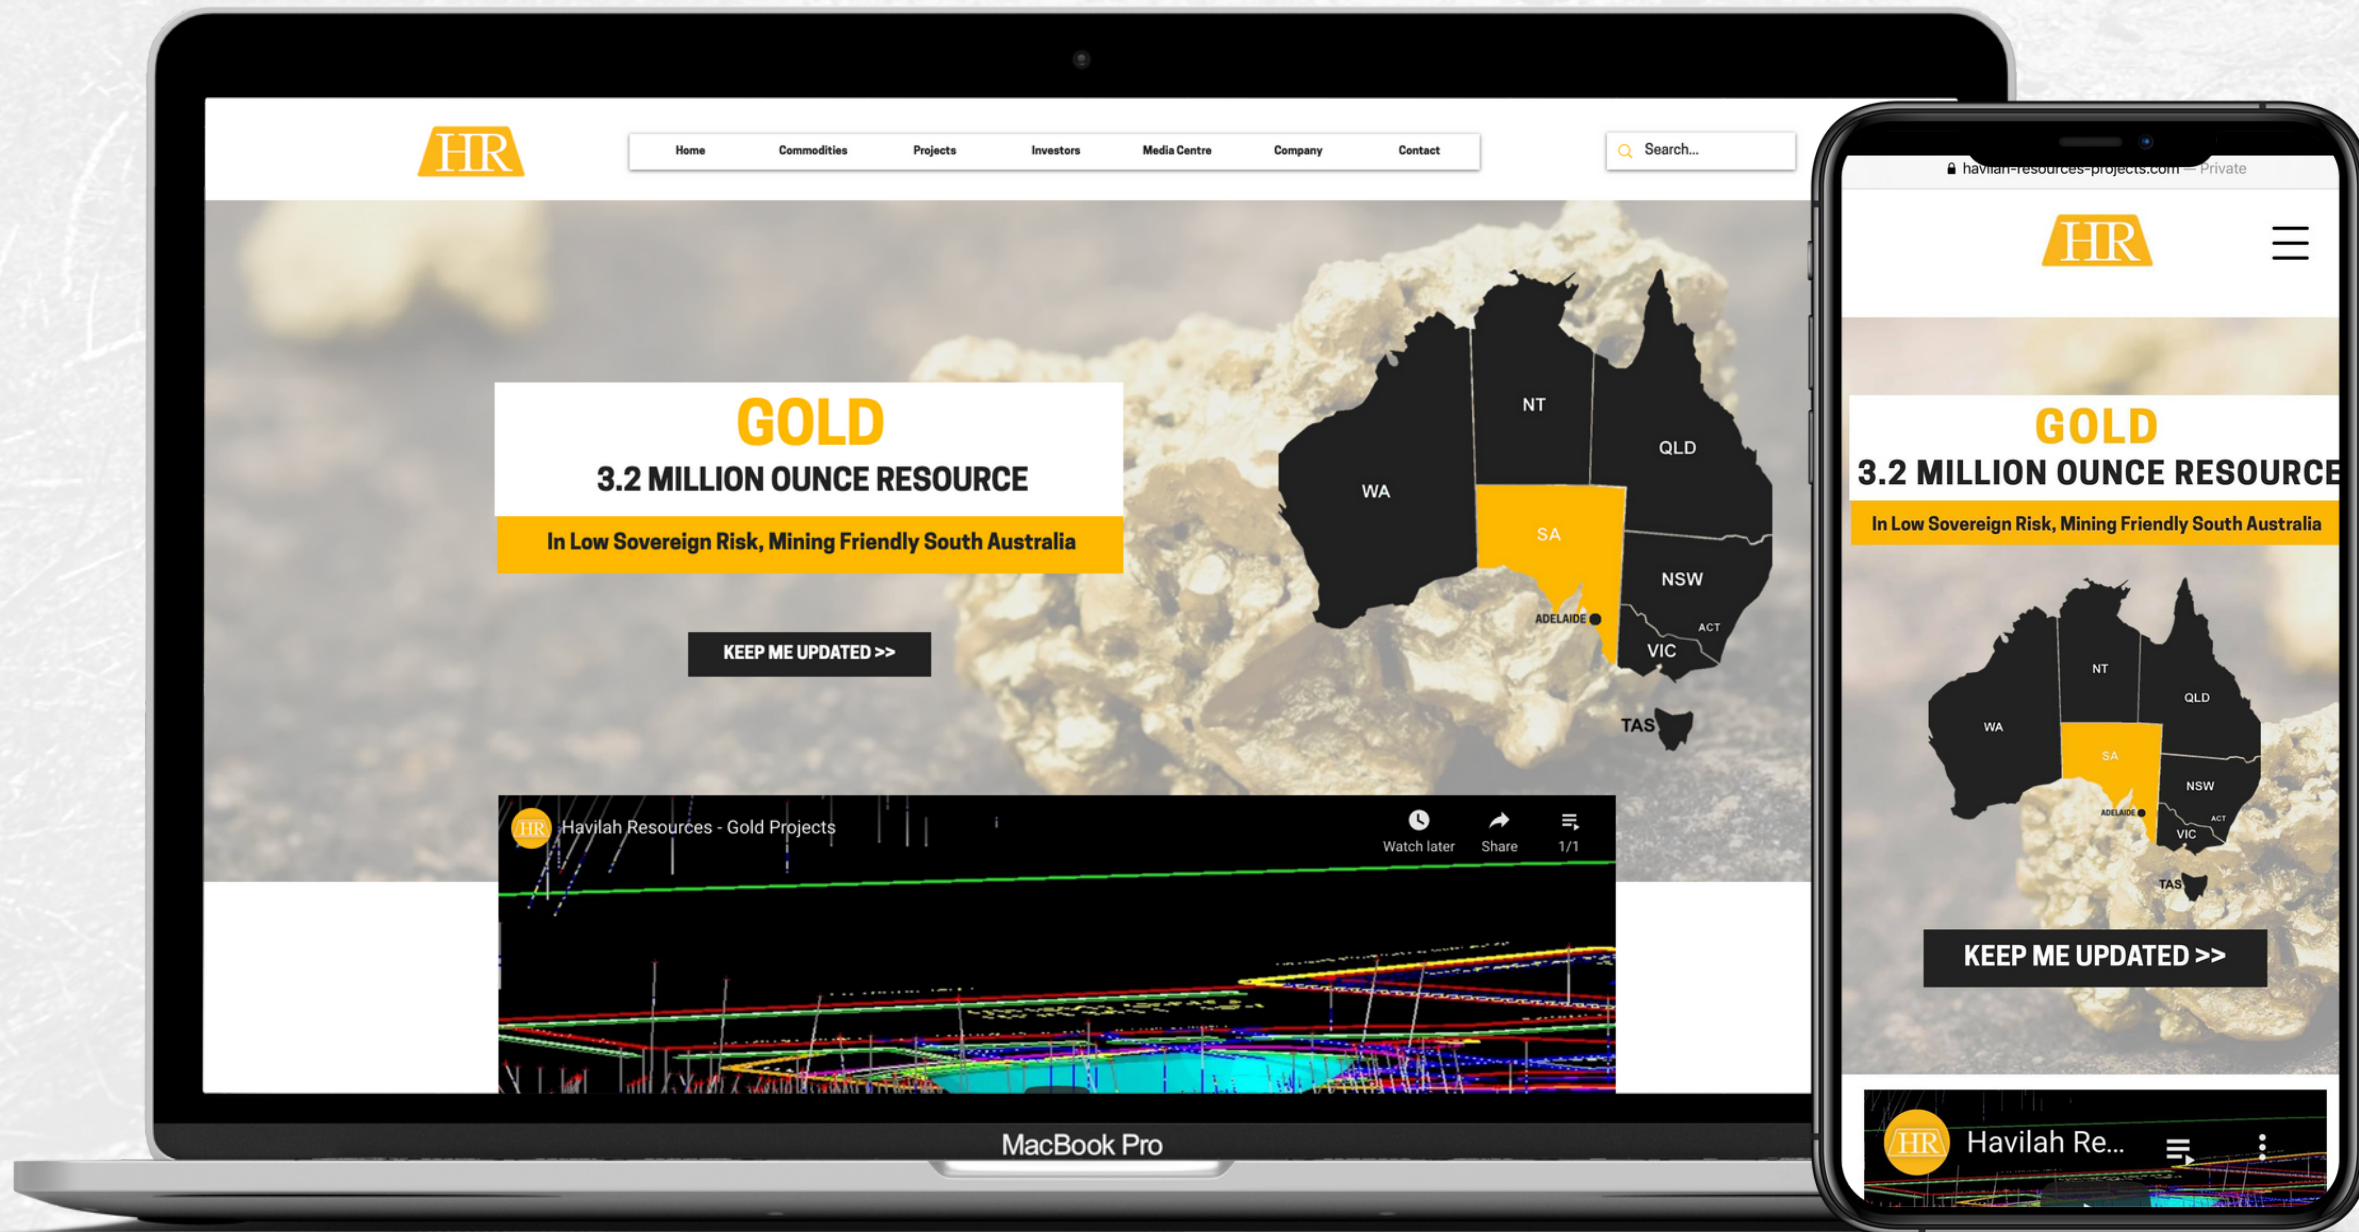 HR
Home Commodities Projects Investors Media Centre Company Contact
Search...
GOLD
3.2 MILLION OUNCE RESOURCE
In Low Sovereign Risk, Mining Friendly South Australia
KEEP ME UPDATED >>
NT
QLD
WA
SA
NSW
ADELAIDE
ACT
VIC
TAS
HR Havilah Resources - Gold Projects
Watch later Share 1/1
MacBook Pro
havilah-resources-projects.com — Private
HR
GOLD
3.2 MILLION OUNCE RESOURCE
In Low Sovereign Risk, Mining Friendly South Australia
NT
QLD
WA
SA
NSW
ADELAIDE
ACT
VIC
TAS
KEEP ME UPDATED >>
HR Havilah Re...